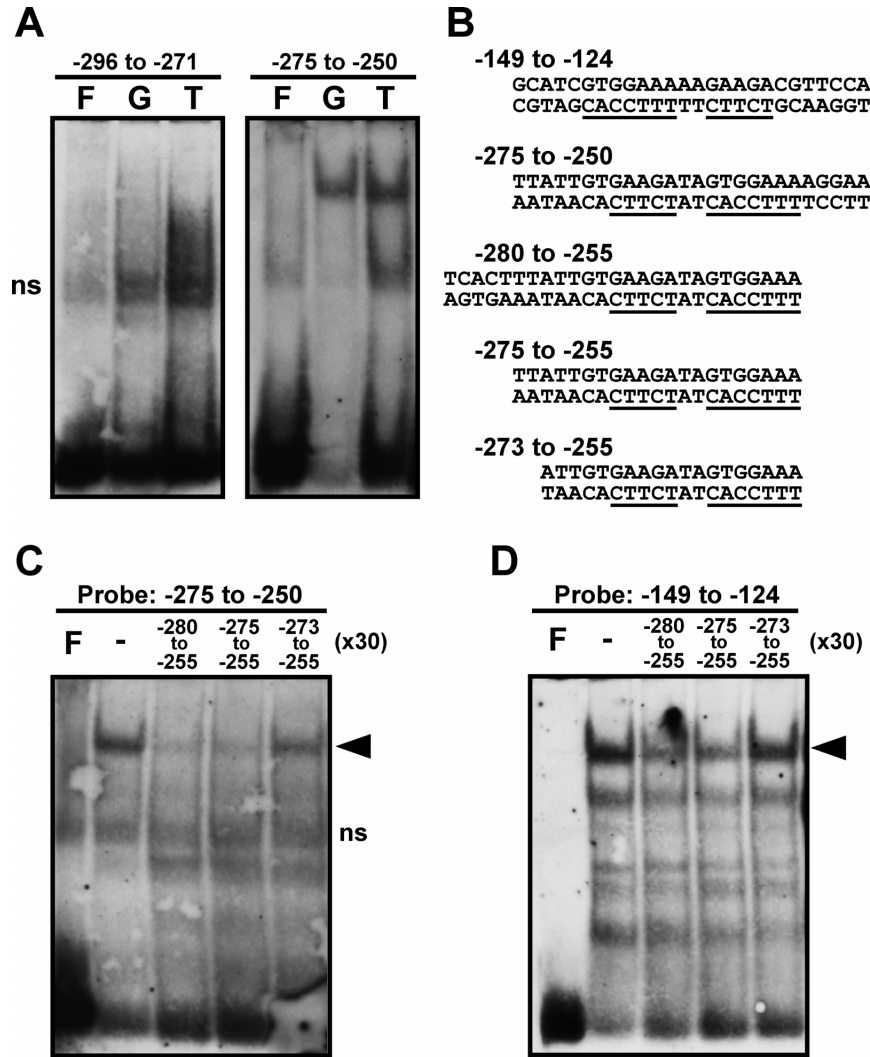 A
-296 to -271 -275 to -250
F G T F G T
ns
B
-149 to -124
GCATCGTGGAAAAAGAAGACGTTCCA
CGTAGCACCTTTTTCTTCTGCAAGGT
-275 to -250
TTATTGTGAAGATAGTGGAAAAGGAA
AATAACACTTCTATCACCTTTTCCTT
-280 to -255
TCACTTTATTGTGAAGATAGTGGAAA
AGTGAAATAACACTTCTATCACCTTT
-275 to -255
TTATTGTGAAGATAGTGGAAA
AATAACACTTCTATCACCTTT
-273 to -255
ATTGTGAAGATAGTGGAAA
TAACACTTCTATCACCTTT
C
Probe: -275 to -250
F - -280 to -255 -275 to -255 -273 to -255 (x30)
ns
D
Probe: -149 to -124
F - -280 to -255 -275 to -255 -273 to -255 (x30)